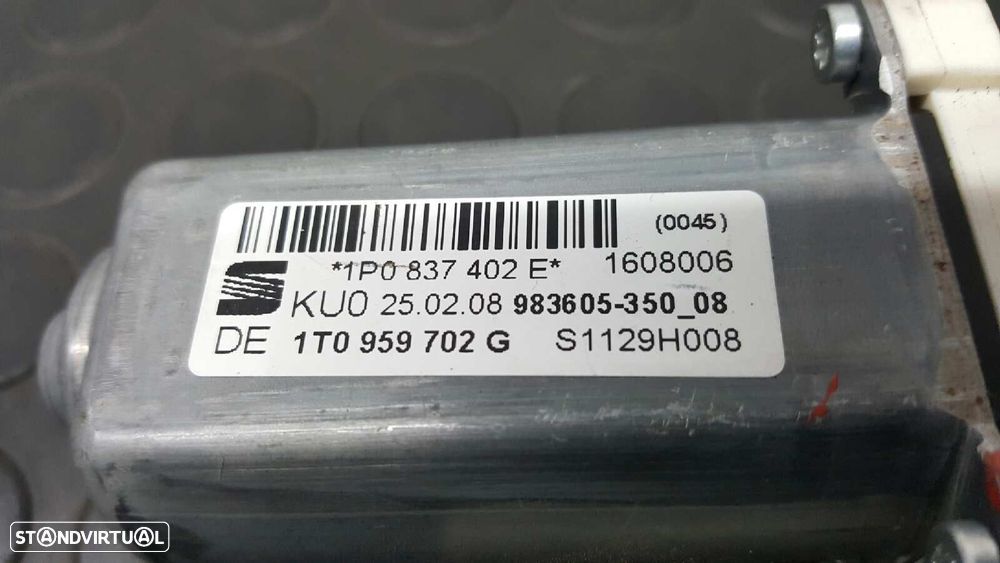 (0045)
*1P0 837 402 E* 1608006
KU0 25.02.08 983605-350_08
DE 1T0 959 702 G S1129H008
STANDVIRTUAL